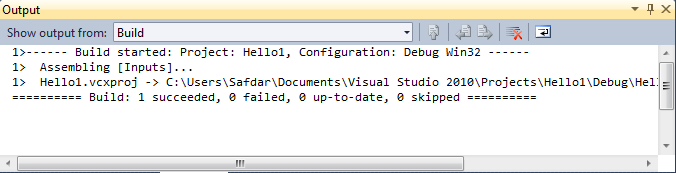 Output
Show output from: Build
1>------ Build started: Project: Hello1, Configuration: Debug Win32 ------
1>  Assembling [Inputs]...
1>  Hello1.vcxproj -> C:\Users\Safdar\Documents\Visual Studio 2010\Projects\Hello1\Debug\Hel
========== Build: 1 succeeded, 0 failed, 0 up-to-date, 0 skipped ==========